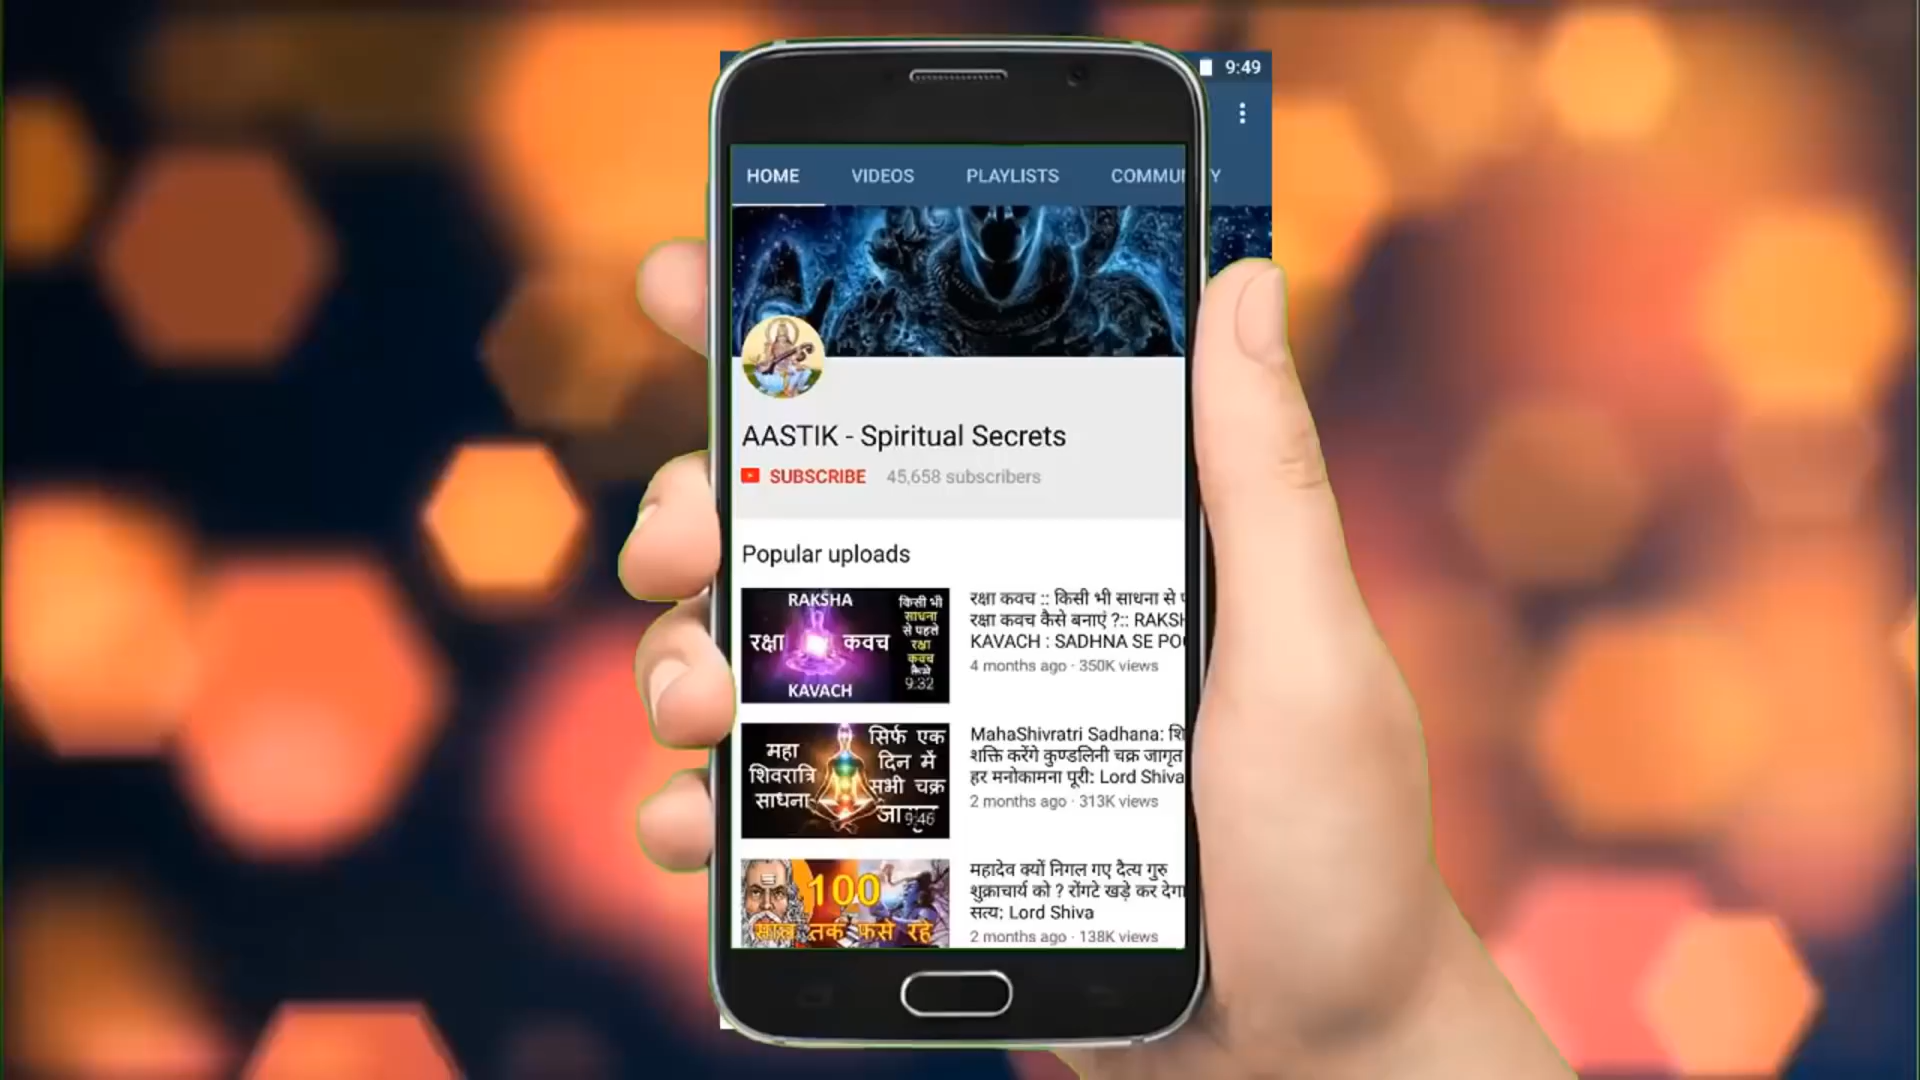 9:49
HOME VIDEOS PLAYLISTS COMMU Y
AASTIK - Spiritual Secrets
SUBSCRIBE 45,658 subscribers
Popular uploads
RAKSHA
रक्षा कवच
KAVACH
किसी भी
साधना
से पहले
रक्षा
कवच
कैसे
9:32
रक्षा कवच :: किसी भी साधना से
रक्षा कवच कैसे बनाएं ?:: RAKSH
KAVACH : SADHNA SE PO
4 months ago · 350K views
महा
शिवरात्रि
साधना
सिर्फ एक
दिन में
सभी चक्र
9:46
MahaShivratri Sadhana: शि
शक्ति करेंगे कुण्डलिनी चक्र जागृत
हर मनोकामना पूरी: Lord Shiva
2 months ago · 313K views
100
साल तक फसे रहे
महादेव क्यों निगल गए दैत्य गुरु
शुक्राचार्य को ? रोंगटे खड़े कर देगा
सत्य: Lord Shiva
2 months ago · 138K views